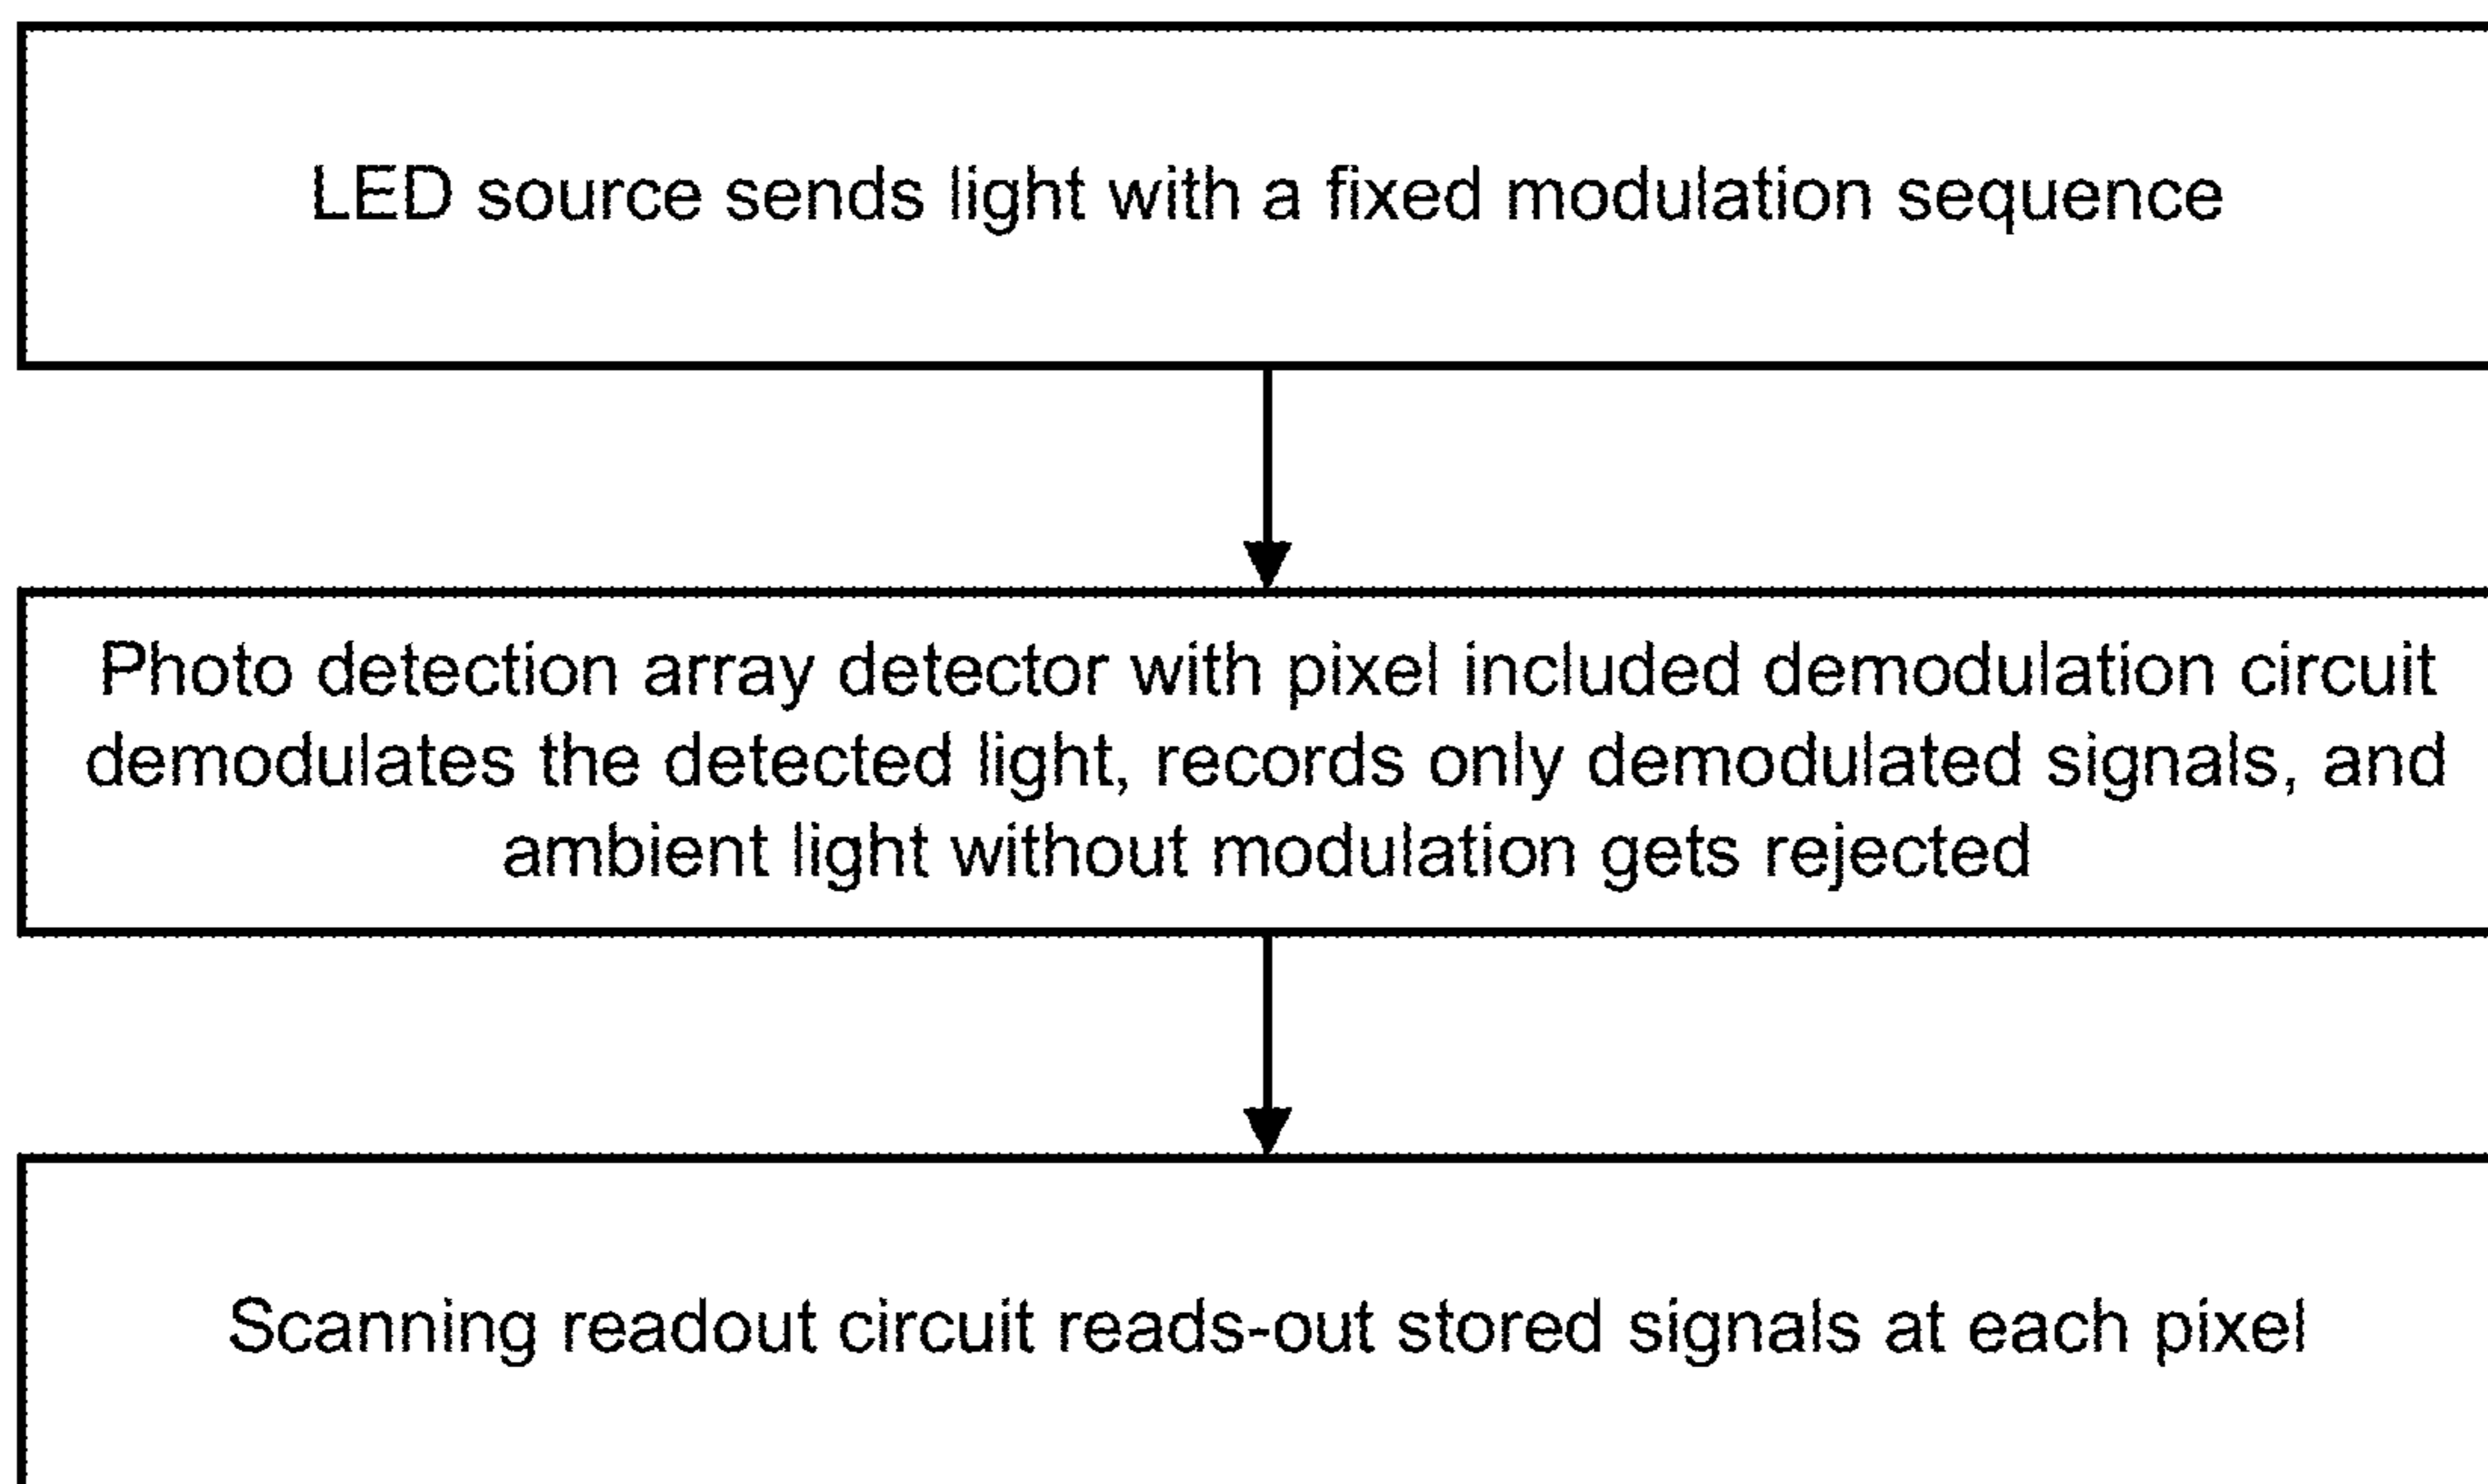 LED source sends light with a fixed modulation sequence
Photo detection array detector with pixel included demodulation circuit
demodulates the detected light, records only demodulated signals, and
ambient light without modulation gets rejected
Scanning readout circuit reads-out stored signals at each pixel